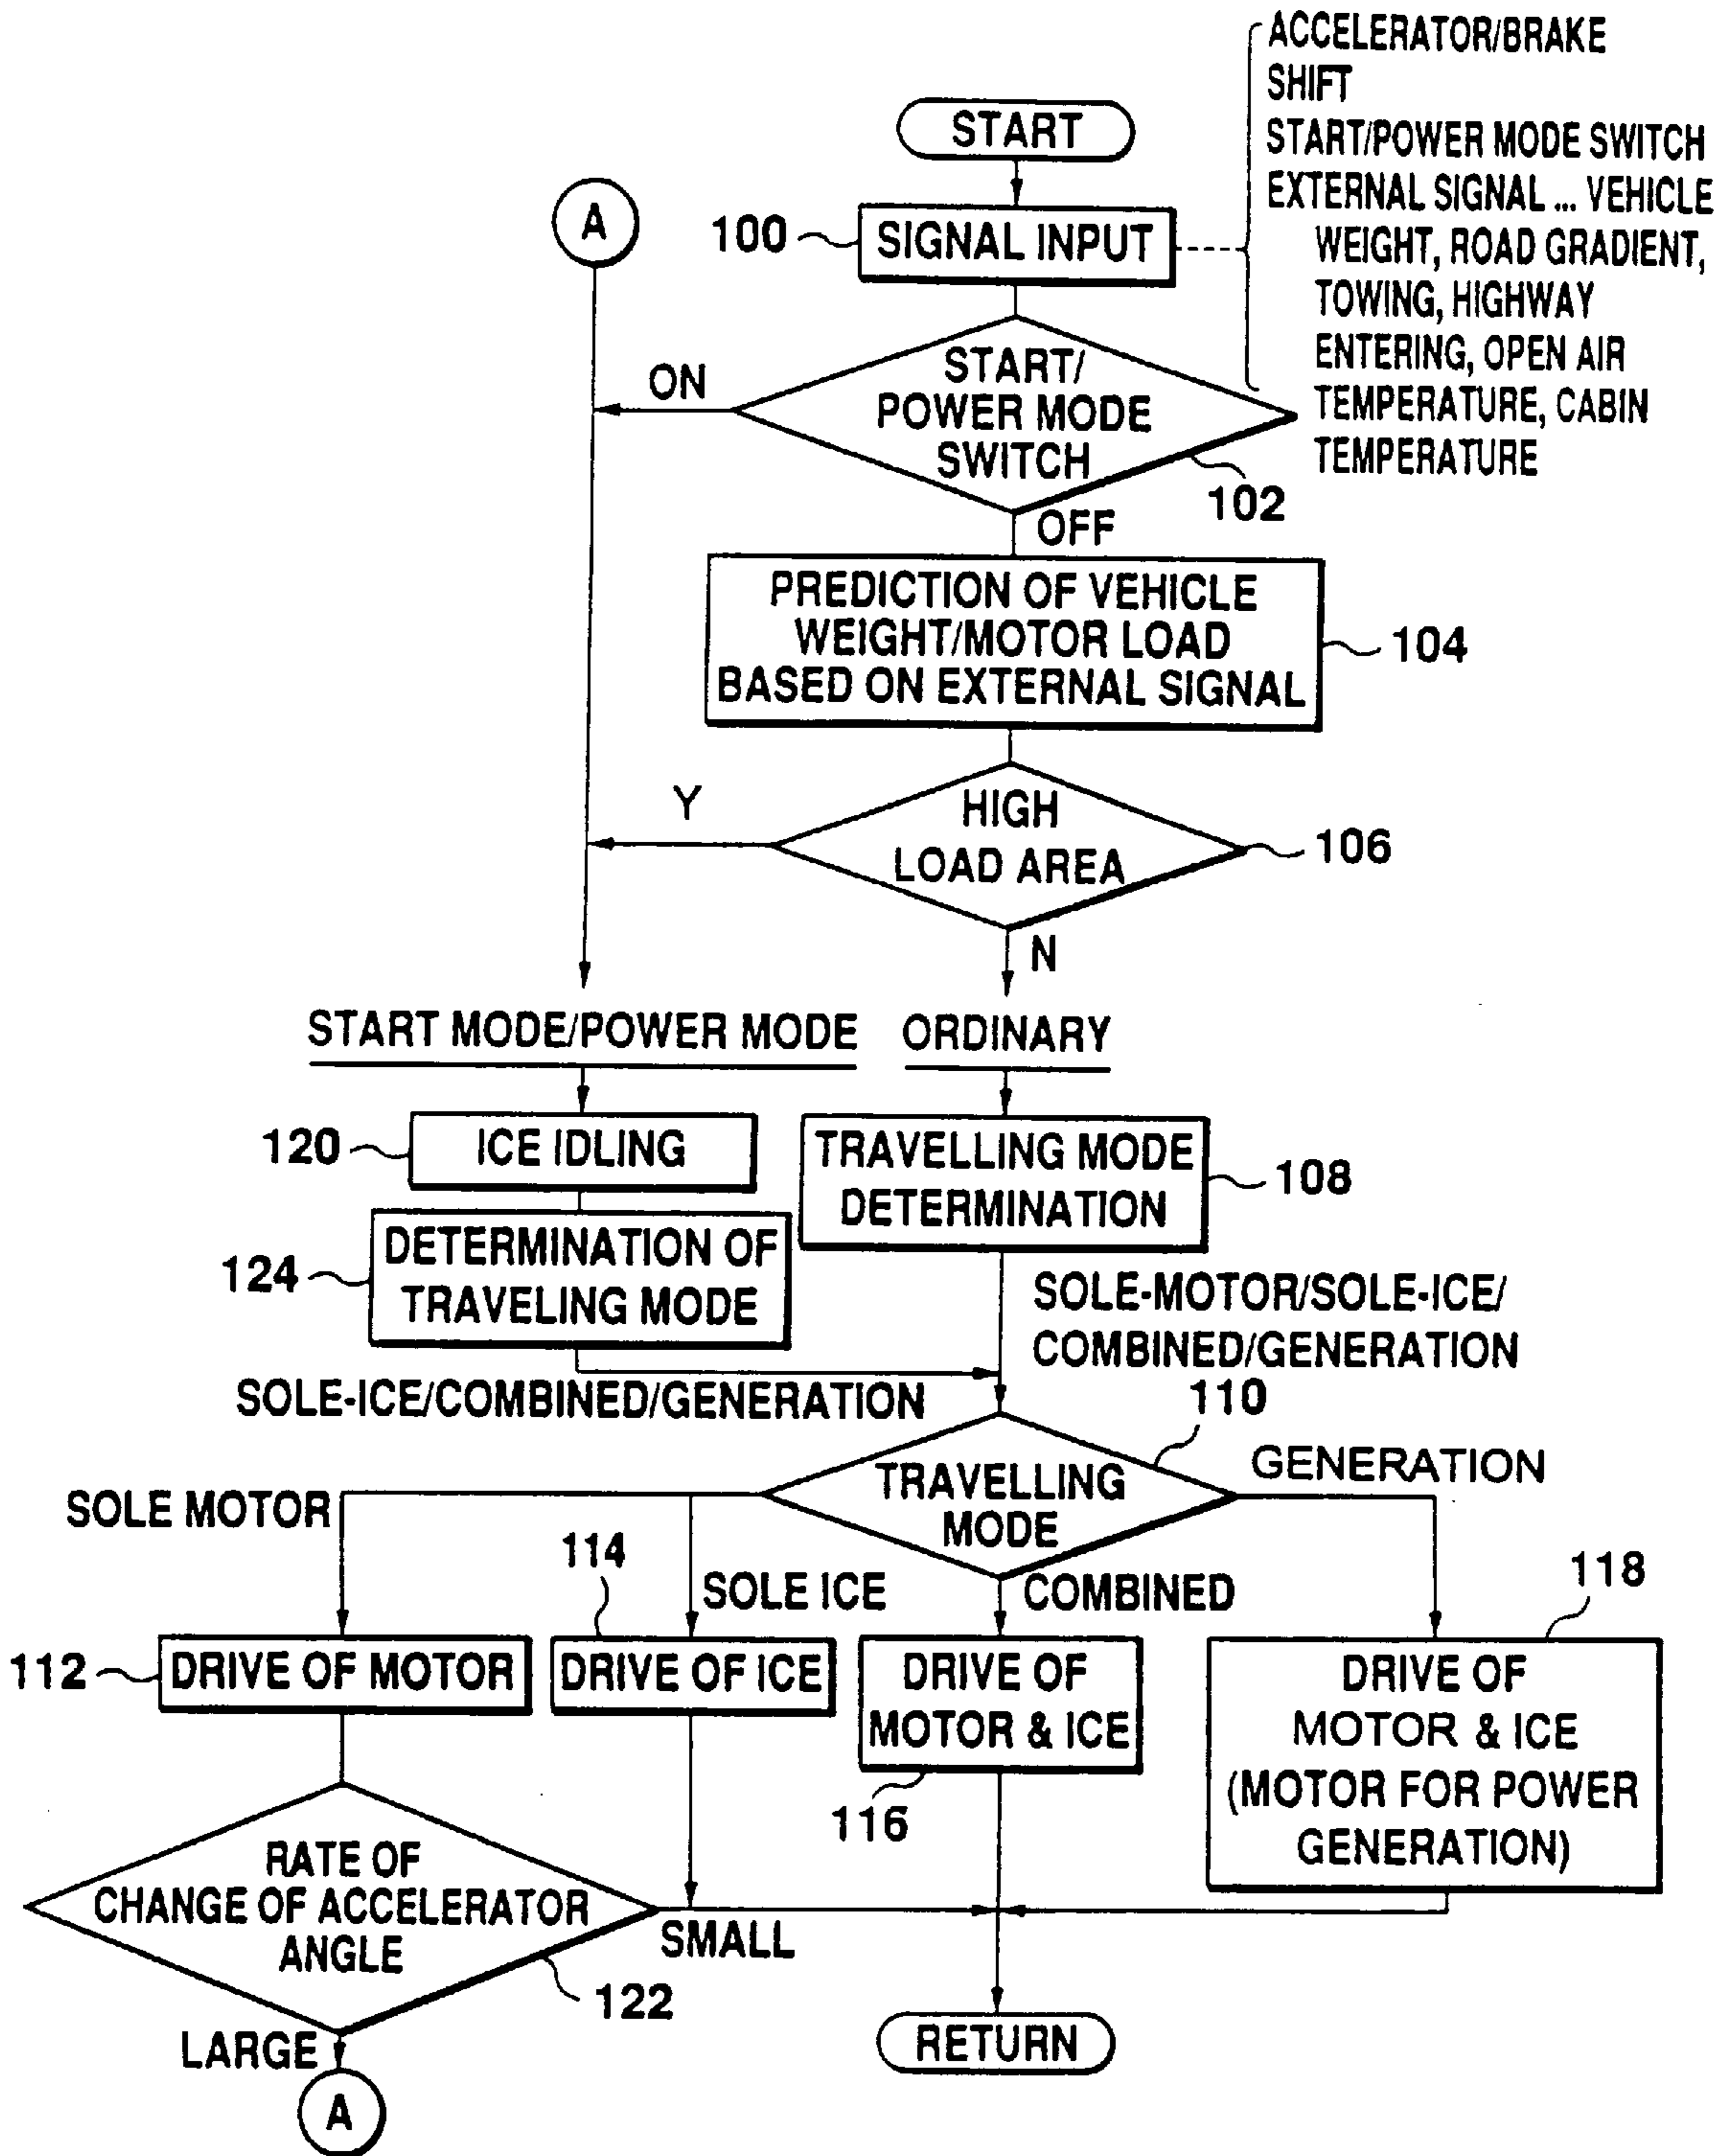 ACCELERATOR/BRAKE
SHIFT
START/POWER MODE SWITCH
EXTERNAL SIGNAL ... VEHICLE
WEIGHT, ROAD GRADIENT,
TOWING, HIGHWAY
ENTERING, OPEN AIR
TEMPERATURE, CABIN
TEMPERATURE
START
A
100
SIGNAL INPUT
ON
START/
POWER MODE
SWITCH
102
OFF
PREDICTION OF VEHICLE
WEIGHT/MOTOR LOAD
BASED ON EXTERNAL SIGNAL
104
Y
HIGH
LOAD AREA
106
N
START MODE/POWER MODE
ORDINARY
120
ICE IDLING
TRAVELLING MODE
DETERMINATION
108
124
DETERMINATION OF
TRAVELING MODE
SOLE-MOTOR/SOLE-ICE/
COMBINED/GENERATION
SOLE-ICE/COMBINED/GENERATION
110
TRAVELLING
MODE
GENERATION
SOLE MOTOR
114
SOLE ICE
COMBINED
118
112
DRIVE OF MOTOR
DRIVE OF ICE
DRIVE OF
MOTOR & ICE
116
DRIVE OF
MOTOR & ICE
(MOTOR FOR POWER
GENERATION)
RATE OF
CHANGE OF ACCELERATOR
ANGLE
SMALL
122
LARGE
A
RETURN